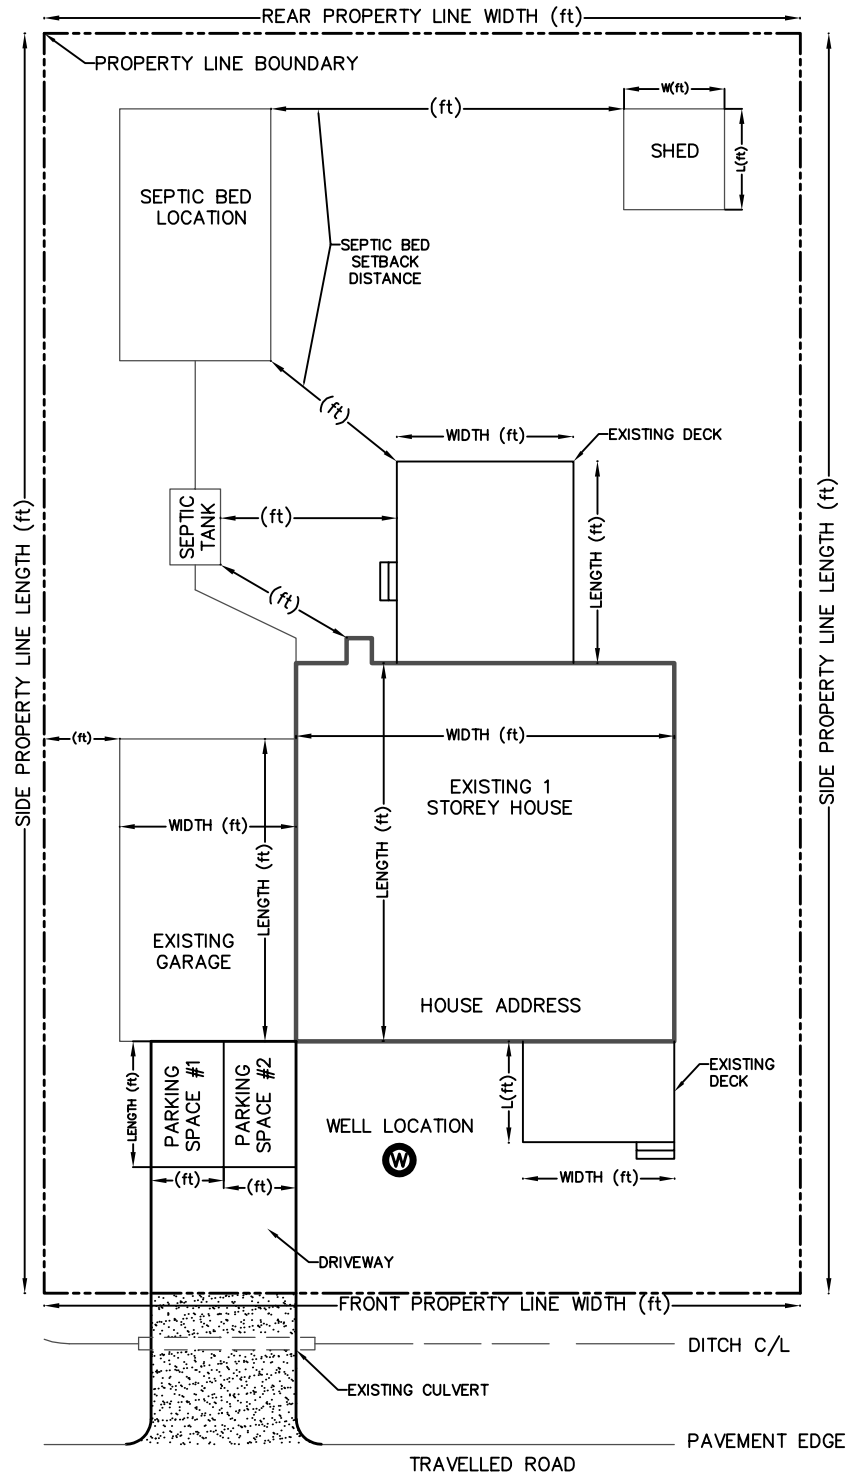 REAR PROPERTY LINE WIDTH (ft)
PROPERTY LINE BOUNDARY
W(ft)
(ft)
SHED
L(ft)
SEPTIC BED
LOCATION
SEPTIC BED
SETBACK
DISTANCE
(ft)
WIDTH (ft)
EXISTING DECK
SEPTIC
TANK
(ft)
LENGTH (ft)
(ft)
SIDE PROPERTY LINE LENGTH (ft)
SIDE PROPERTY LINE LENGTH (ft)
(ft)
WIDTH (ft)
EXISTING 1
STOREY HOUSE
WIDTH (ft)
LENGTH (ft)
LENGTH (ft)
EXISTING
GARAGE
HOUSE ADDRESS
LENGTH (ft)
PARKING
SPACE #1
PARKING
SPACE #2
L(ft)
EXISTING
DECK
WELL LOCATION
W
(ft)
(ft)
WIDTH (ft)
DRIVEWAY
FRONT PROPERTY LINE WIDTH (ft)
DITCH C/L
EXISTING CULVERT
PAVEMENT EDGE
TRAVELLED ROAD